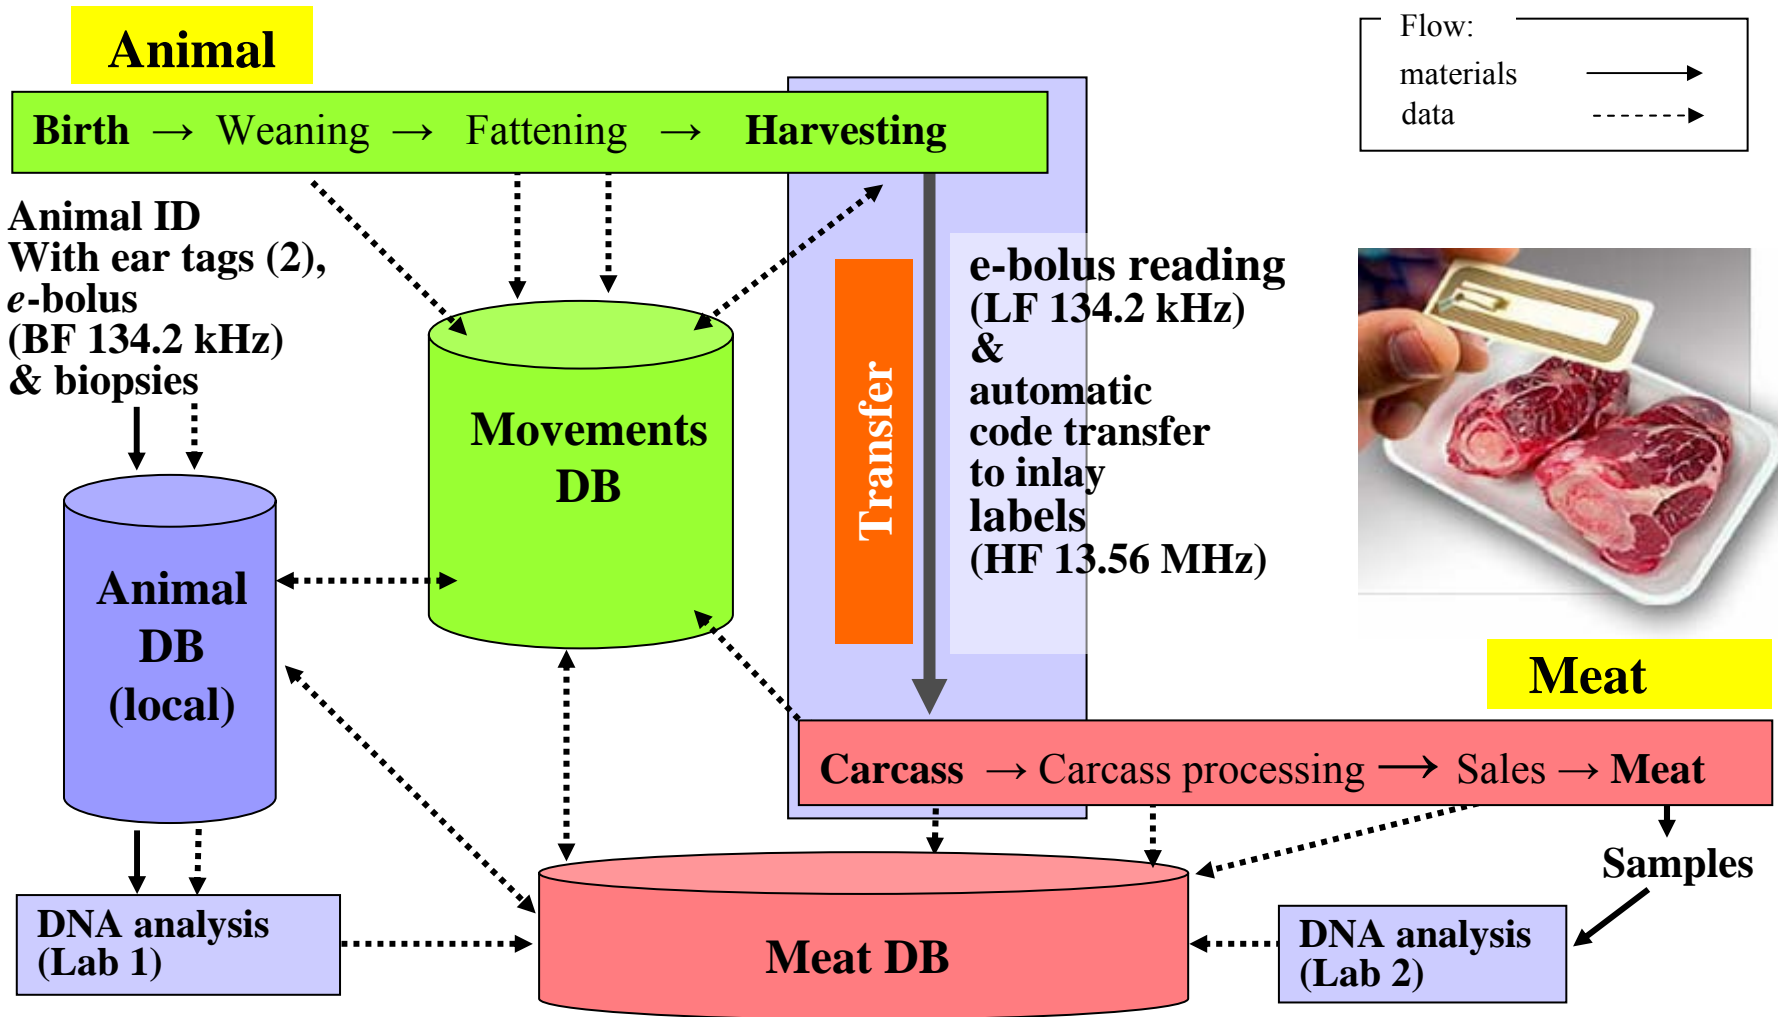 Animal
Flow:
materials
data
Birth → Weaning → Fattening → Harvesting
Animal ID
With ear tags (2),
e-bolus
(BF 134.2 kHz)
& biopsies
Movements
DB
Transfer
e-bolus reading
(LF 134.2 kHz)
&
automatic
code transfer
to inlay
labels
(HF 13.56 MHz)
Animal
DB
(local)
Meat
Carcass → Carcass processing → Sales → Meat
Samples
DNA analysis
(Lab 1)
Meat DB
DNA analysis
(Lab 2)